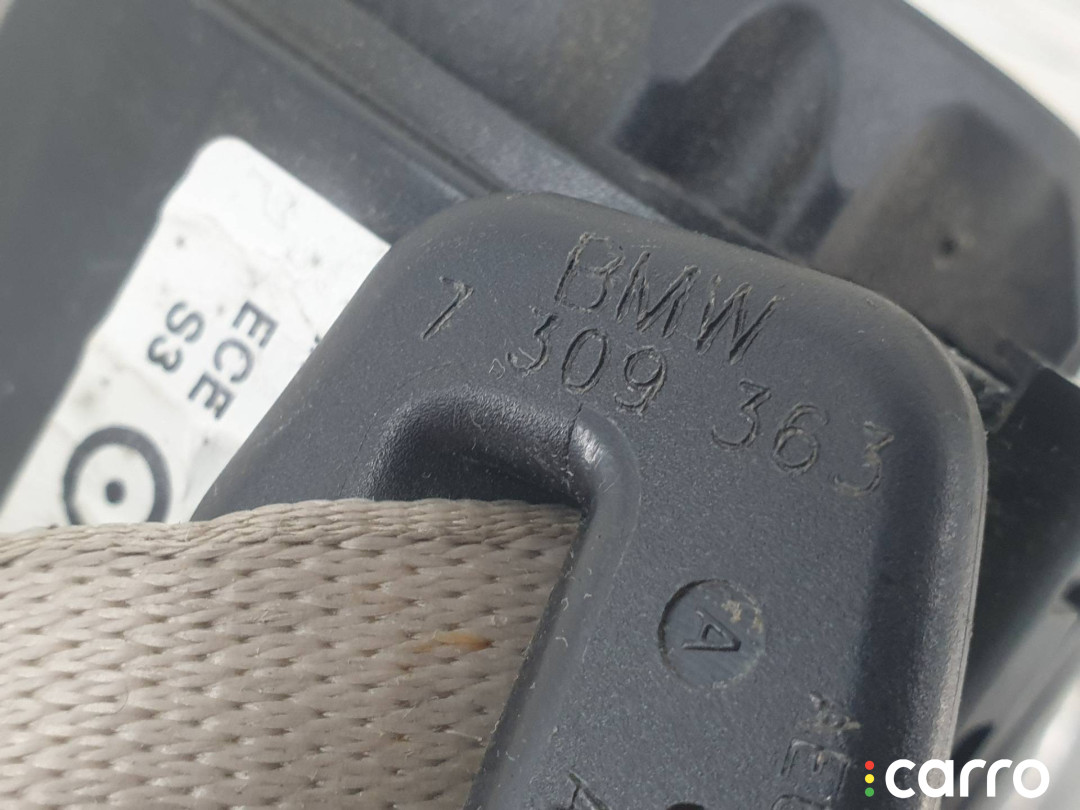 BMW
7 309 363
ECE
S3
A
carro